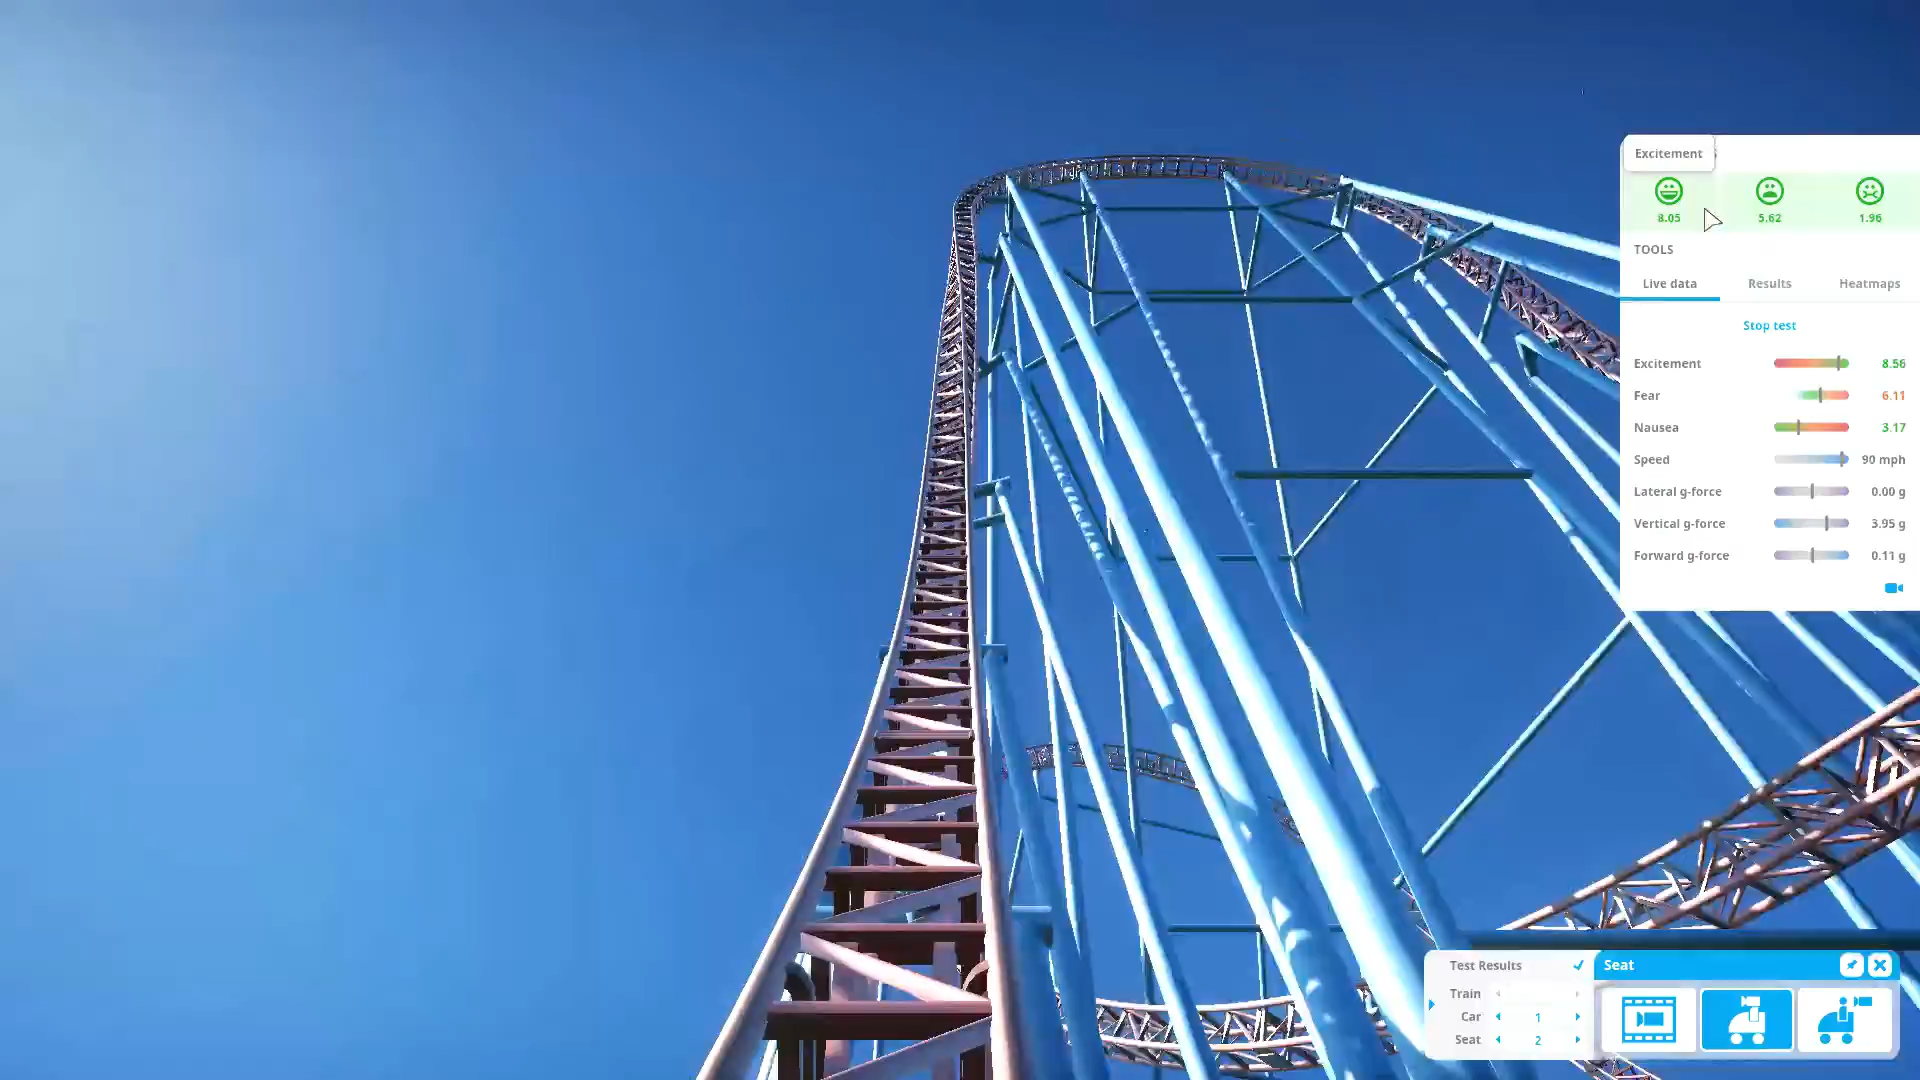 Excitement
8.05 5.62 1.96
TOOLS
Live data Results Heatmaps
Stop test
Excitement 8.56
Fear 6.11
Nausea 3.17
Speed 90 mph
Lateral g-force 0.00 g
Vertical g-force 3.95 g
Forward g-force 0.11 g
Test Results
Train
Car 1
Seat 2
Seat